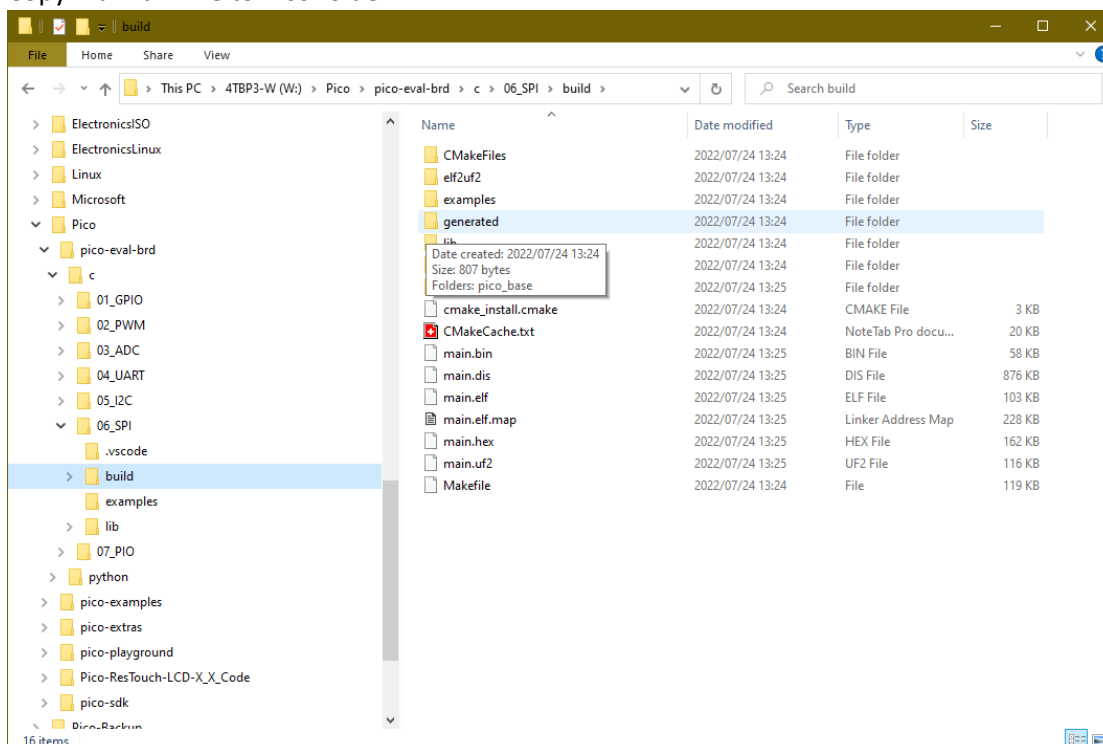 build
File Home Share View
This PC > 4TBP3-W (W:) > Pico > pico-eval-brd > c > 06_SPI > build >
Search build
ElectronicsISO
ElectronicsLinux
Linux
Microsoft
Pico
pico-eval-brd
c
01_GPIO
02_PWM
03_ADC
04_UART
05_I2C
06_SPI
.vscode
build
examples
lib
07_PIO
python
pico-examples
pico-extras
pico-playground
Pico-ResTouch-LCD-X_X_Code
pico-sdk
Pico-Backup
16 items
Name Date modified Type Size
CMakeFiles 2022/07/24 13:24 File folder
elf2uf2 2022/07/24 13:24 File folder
examples 2022/07/24 13:24 File folder
generated 2022/07/24 13:24 File folder
lib 2022/07/24 13:24 File folder
2022/07/24 13:24 File folder
2022/07/24 13:25 File folder
Date created: 2022/07/24 13:24
Size: 807 bytes
Folders: pico_base
cmake_install.cmake 2022/07/24 13:24 CMAKE File 3 KB
CMakeCache.txt 2022/07/24 13:24 NoteTab Pro docu... 20 KB
main.bin 2022/07/24 13:25 BIN File 58 KB
main.dis 2022/07/24 13:25 DIS File 876 KB
main.elf 2022/07/24 13:25 ELF File 103 KB
main.elf.map 2022/07/24 13:25 Linker Address Map 228 KB
main.hex 2022/07/24 13:25 HEX File 162 KB
main.uf2 2022/07/24 13:25 UF2 File 116 KB
Makefile 2022/07/24 13:24 File 119 KB